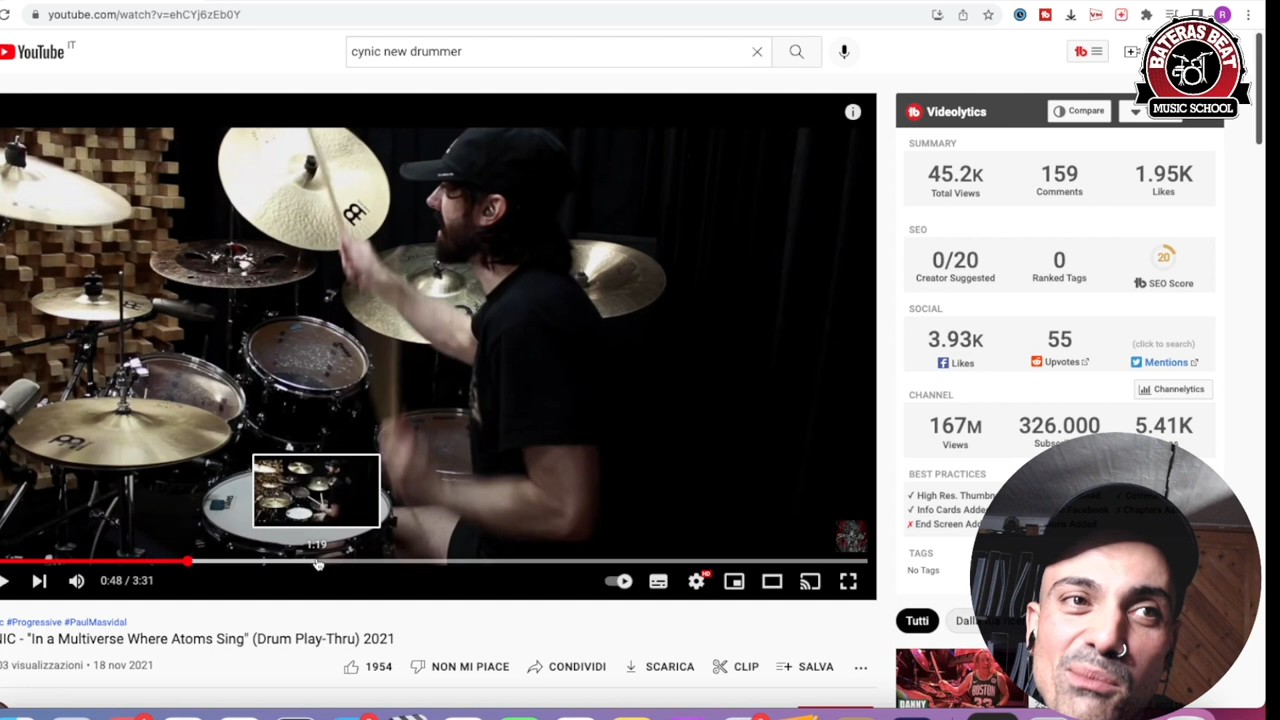 youtube.com/watch?v=ehCYj6zEb0Y
R
YouTube IT
cynic new drummer
BATERAS BEAT
MUSIC SCHOOL
Videolytics
Compare
SUMMARY
45.2K 159 1.95K
Total Views Comments Likes
SEO
0/20 0 20
Creator Suggested Ranked Tags SEO Score
SOCIAL
3.93K 55 (click to search)
Likes Upvotes Mentions
CHANNEL
Channelytics
167M 326.000 5.41K
Views
BEST PRACTICES
✓ High Res.
✓ Info Cards
✗ End Screen
TAGS
No Tags
1:19
0:48 / 3:31
HD
#Progressive #PaulMasvidal
- "In a Multiverse Where Atoms Sing" (Drum Play-Thru) 2021
visualizzazioni • 18 nov 2021
1954 NON MI PIACE CONDIVIDI SCARICA CLIP SALVA ...
Tutti
BOSTON
33
DANNY